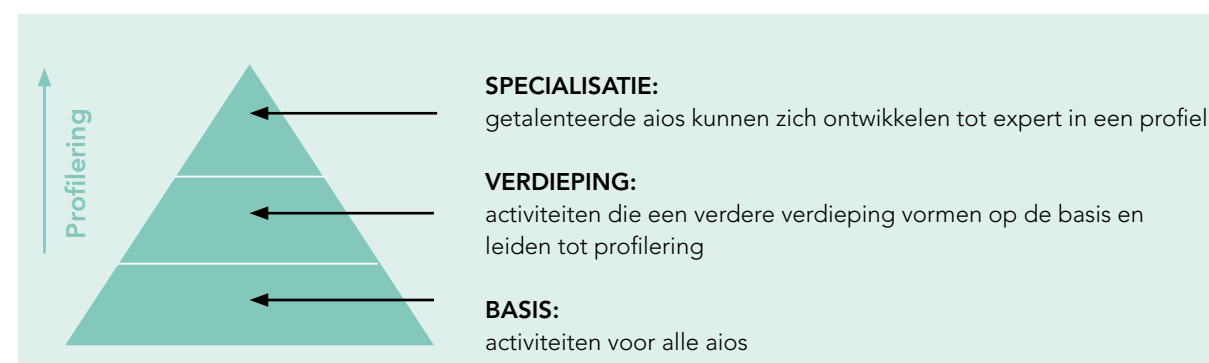 Profilering
SPECIALISATIE:
getalenteerde aios kunnen zich ontwikkelen tot expert in een profiel
VERDIEPING:
activiteiten die een verdere verdieping vormen op de basis en
leiden tot profilering
BASIS:
activiteiten voor alle aios